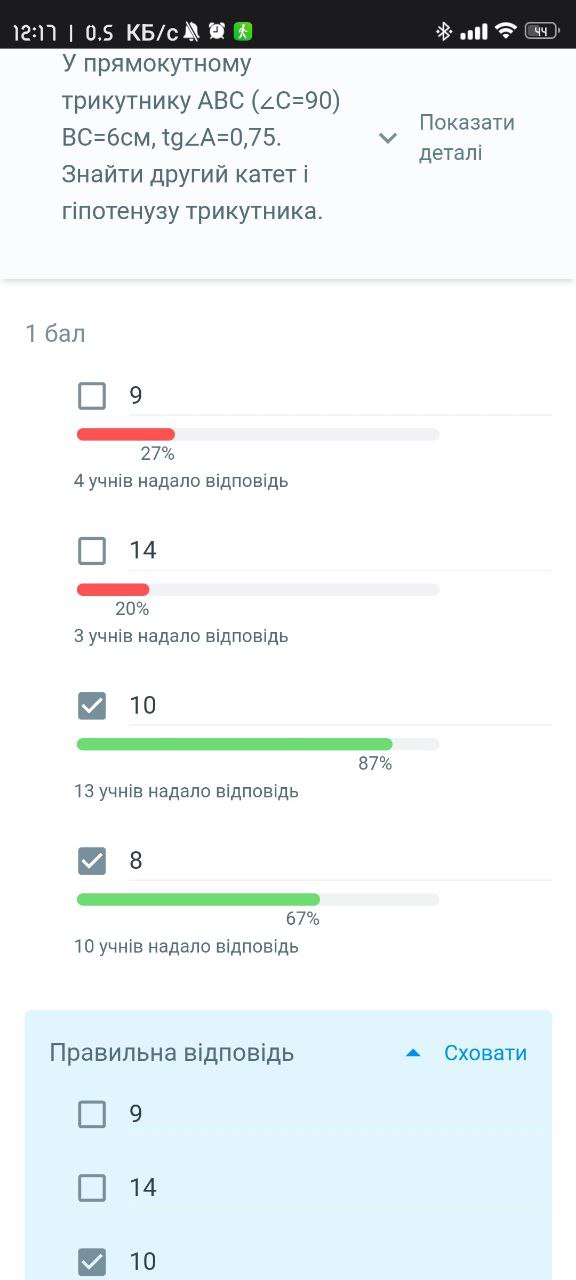 12:17 | 0,5 КБ/с 44
У прямокутному
трикутнику ABC (∠C=90)
BC=6см, tg∠A=0,75.
Знайти другий катет і
гіпотенузу трикутника.
Показати
деталі
1 бал
9
27%
4 учнів надало відповідь
14
20%
3 учнів надало відповідь
10
87%
13 учнів надало відповідь
8
67%
10 учнів надало відповідь
Правильна відповідь
Сховати
9
14
10